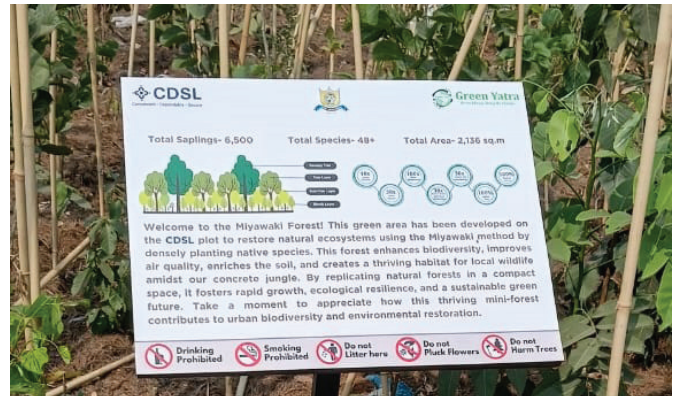 CDSL
Green Yatra
Total Saplings- 6,500
Total Species- 48+
Total Area- 2,136 sq.m
Welcome to the Miyawaki Forest! This green area has been developed on
the CDSL plot to restore natural ecosystems using the Miyawaki method by
densely planting native species. This forest enhances biodiversity, improves
air quality, enriches the soil, and creates a thriving habitat for local wildlife
amidst our concrete jungle. By replicating natural forests in a compact
space, it fosters rapid growth, ecological resilience, and a sustainable green
future. Take a moment to appreciate how this thriving mini-forest
contributes to urban biodiversity and environmental restoration.
Drinking
Prohibited
Smoking
Prohibited
Do not
Litter here
Do not
Pluck Flowers
Do not
Harm Trees